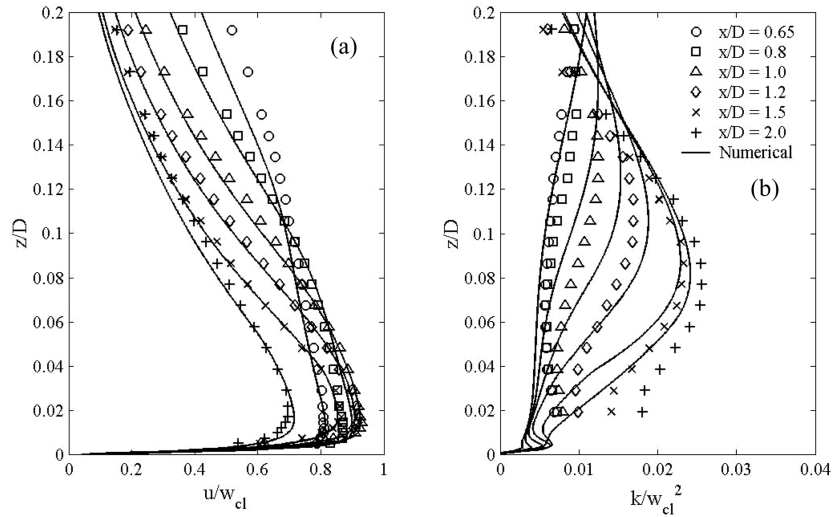 0.2
0.18
0.16
0.14
0.12
0.1
0.08
0.06
0.04
0.02
0
z/D
0 0.2 0.4 0.6 0.8 1
u/w_cl
(a)
0.2
0.18
0.16
0.14
0.12
0.1
0.08
0.06
0.04
0.02
0
z/D
0 0.01 0.02 0.03 0.04
k/w_cl^2
x/D = 0.65
x/D = 0.8
x/D = 1.0
x/D = 1.2
x/D = 1.5
x/D = 2.0
Numerical
(b)